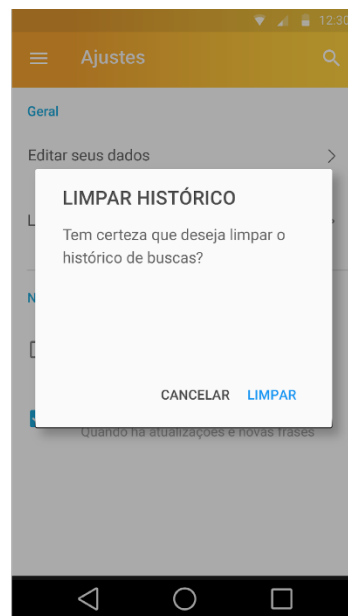 12:30
Ajustes
Geral
Editar seus dados
L
LIMPAR HISTÓRICO
Tem certeza que deseja limpar o
histórico de buscas?
N
CANCELAR LIMPAR
Quando há atualizações e novas frases